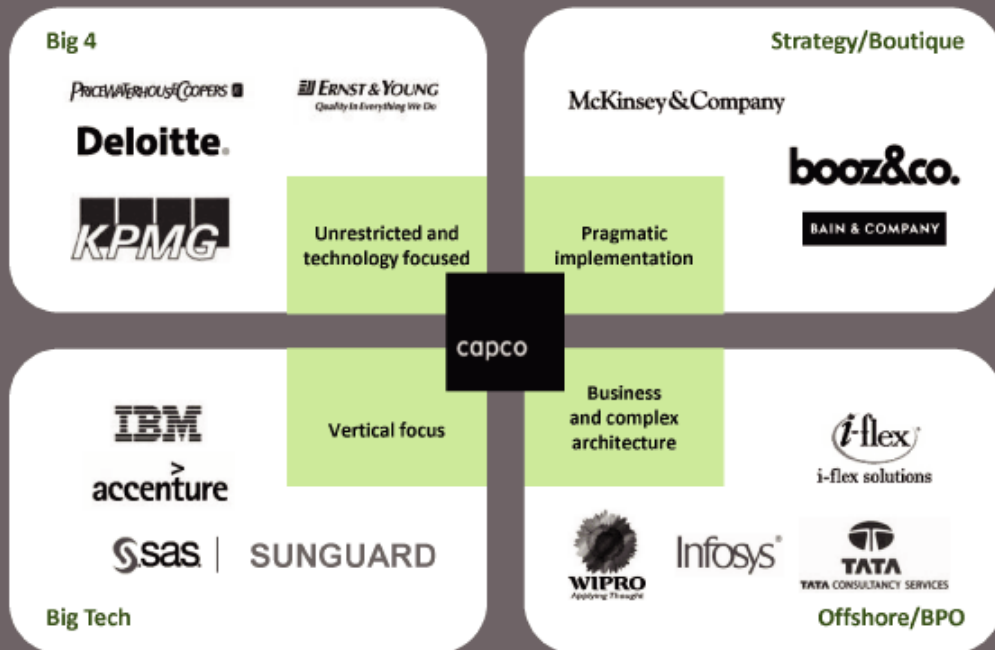 Big 4
PRICEWATERHOUSECOOPERS
ERNST & YOUNG
Quality In Everything We Do
Deloitte.
KPMG
Unrestricted and
technology focused
Strategy/Boutique
McKinsey&Company
booz&co.
BAIN & COMPANY
Pragmatic
implementation
capco
Vertical focus
IBM
accenture
sas
SUNGUARD
Big Tech
Business
and complex
architecture
i-flex
i-flex solutions
WIPRO
Applying Thought
Infosys
TATA
TATA CONSULTANCY SERVICES
Offshore/BPO